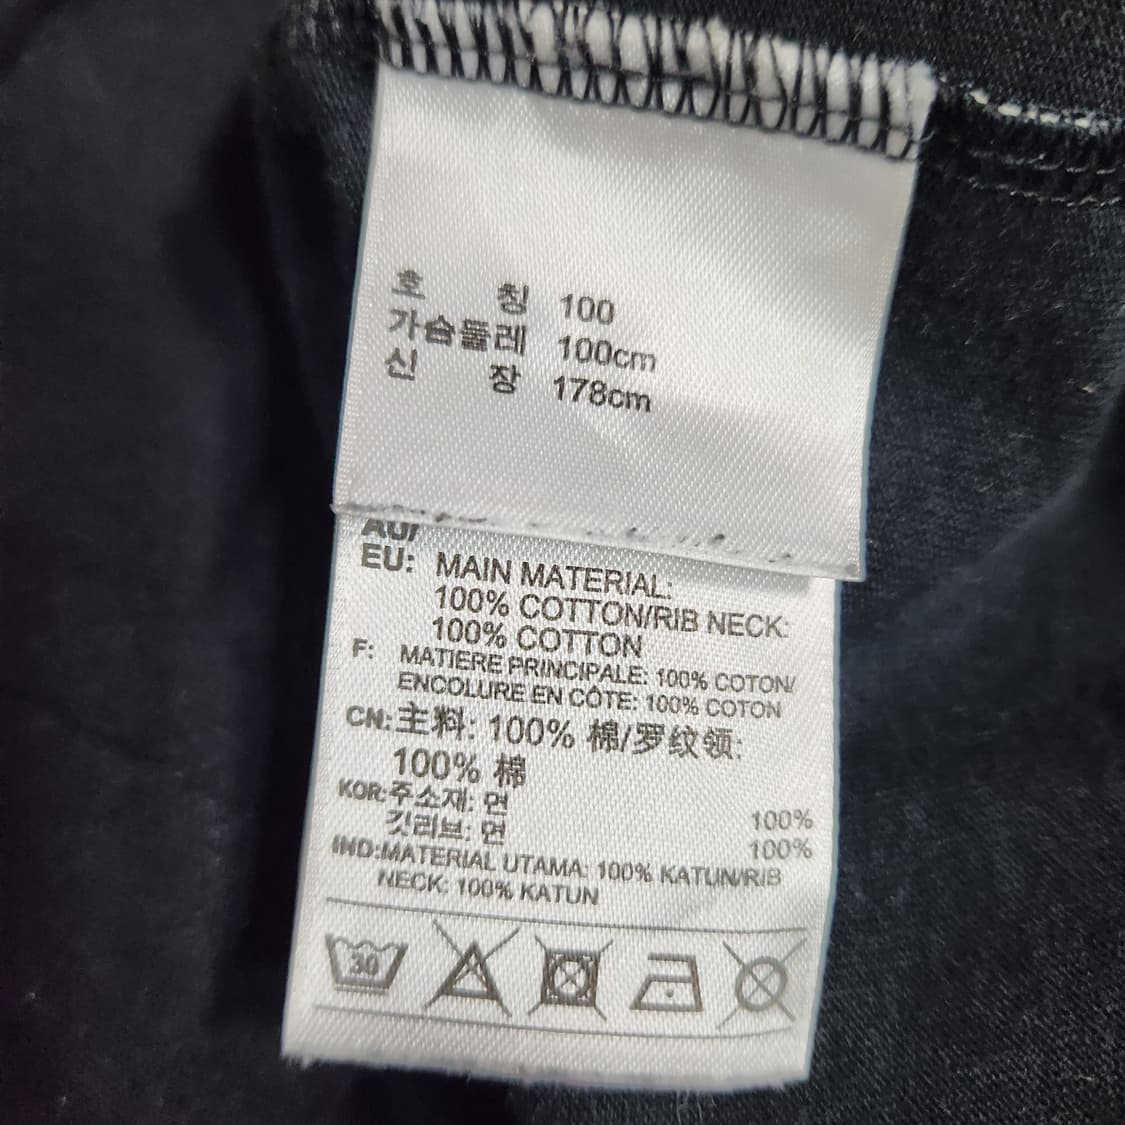 호 칭 100
가슴둘레 100cm
신 장 178cm
AU/
EU: MAIN MATERIAL:
100% COTTON/RIB NECK:
100% COTTON
F: MATIERE PRINCIPALE: 100% COTON/
ENCOLURE EN CÔTE: 100% COTON
CN:主料: 100% 棉/罗纹领:
100% 棉
KOR:주소재: 면 100%
깃리브: 면 100%
IND:MATERIAL UTAMA: 100% KATUN/RIB
NECK: 100% KATUN
30